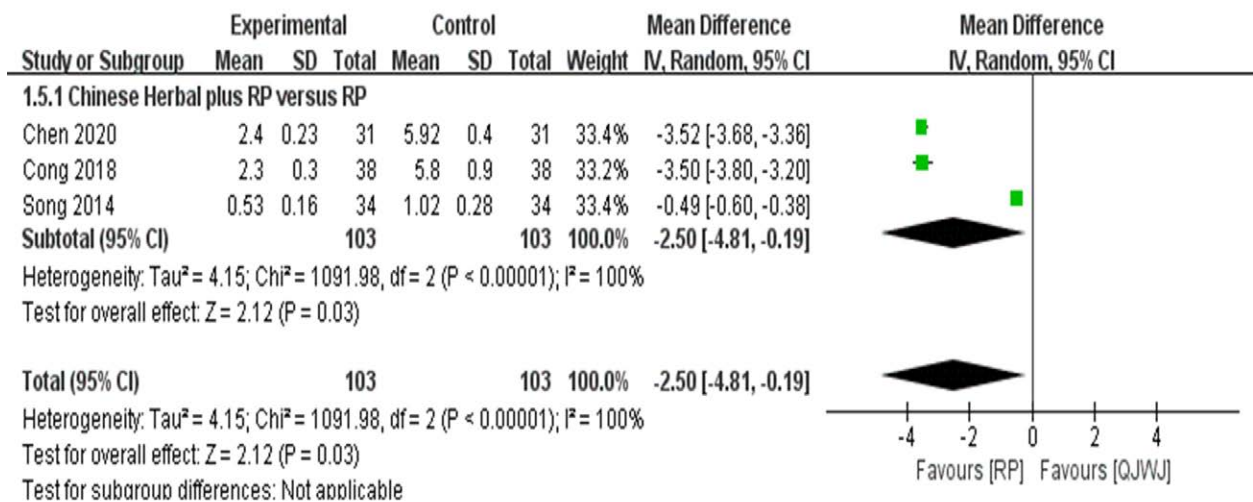 Experimental Control Mean Difference Mean Difference
Study or Subgroup Mean SD Total Mean SD Total Weight IV, Random, 95% CI IV, Random, 95% CI
1.5.1 Chinese Herbal plus RP versus RP
Chen 2020 2.4 0.23 31 5.92 0.4 31 33.4% -3.52 [-3.68, -3.36]
Cong 2018 2.3 0.3 38 5.8 0.9 38 33.2% -3.50 [-3.80, -3.20]
Song 2014 0.53 0.16 34 1.02 0.28 34 33.4% -0.49 [-0.60, -0.38]
Subtotal (95% CI) 103 103 100.0% -2.50 [-4.81, -0.19]
Heterogeneity: Tau² = 4.15; Chi² = 1091.98, df = 2 (P < 0.00001); I² = 100%
Test for overall effect: Z = 2.12 (P = 0.03)
Total (95% CI) 103 103 100.0% -2.50 [-4.81, -0.19]
Heterogeneity: Tau² = 4.15; Chi² = 1091.98, df = 2 (P < 0.00001); I² = 100%
Test for overall effect: Z = 2.12 (P = 0.03)
Test for subgroup differences: Not applicable
-4 -2 0 2 4
Favours [RP] Favours [QJWJ]